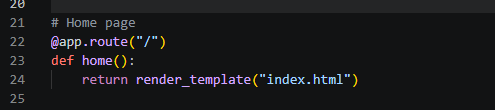 20
21 # Home page
22 @app.route("/")
23 def home():
24     return render_template("index.html")
25